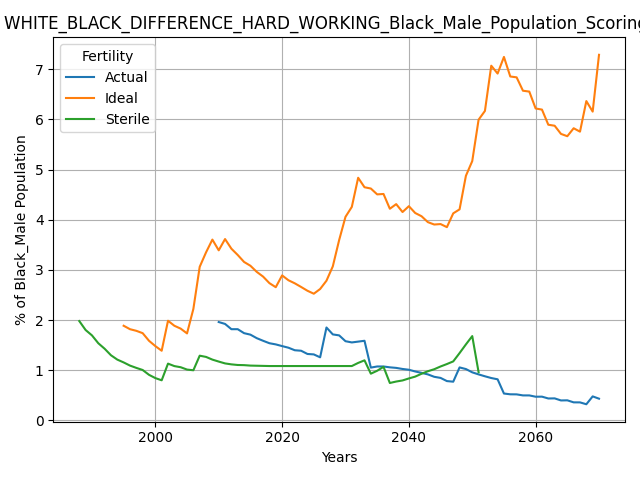 WHITE_BLACK_DIFFERENCE_HARD_WORKING_Black_Male_Population_Scoring
Fertility
Actual
Ideal
Sterile
% of Black_Male Population
7
6
5
4
3
2
1
0
2000 2020 2040 2060
Years